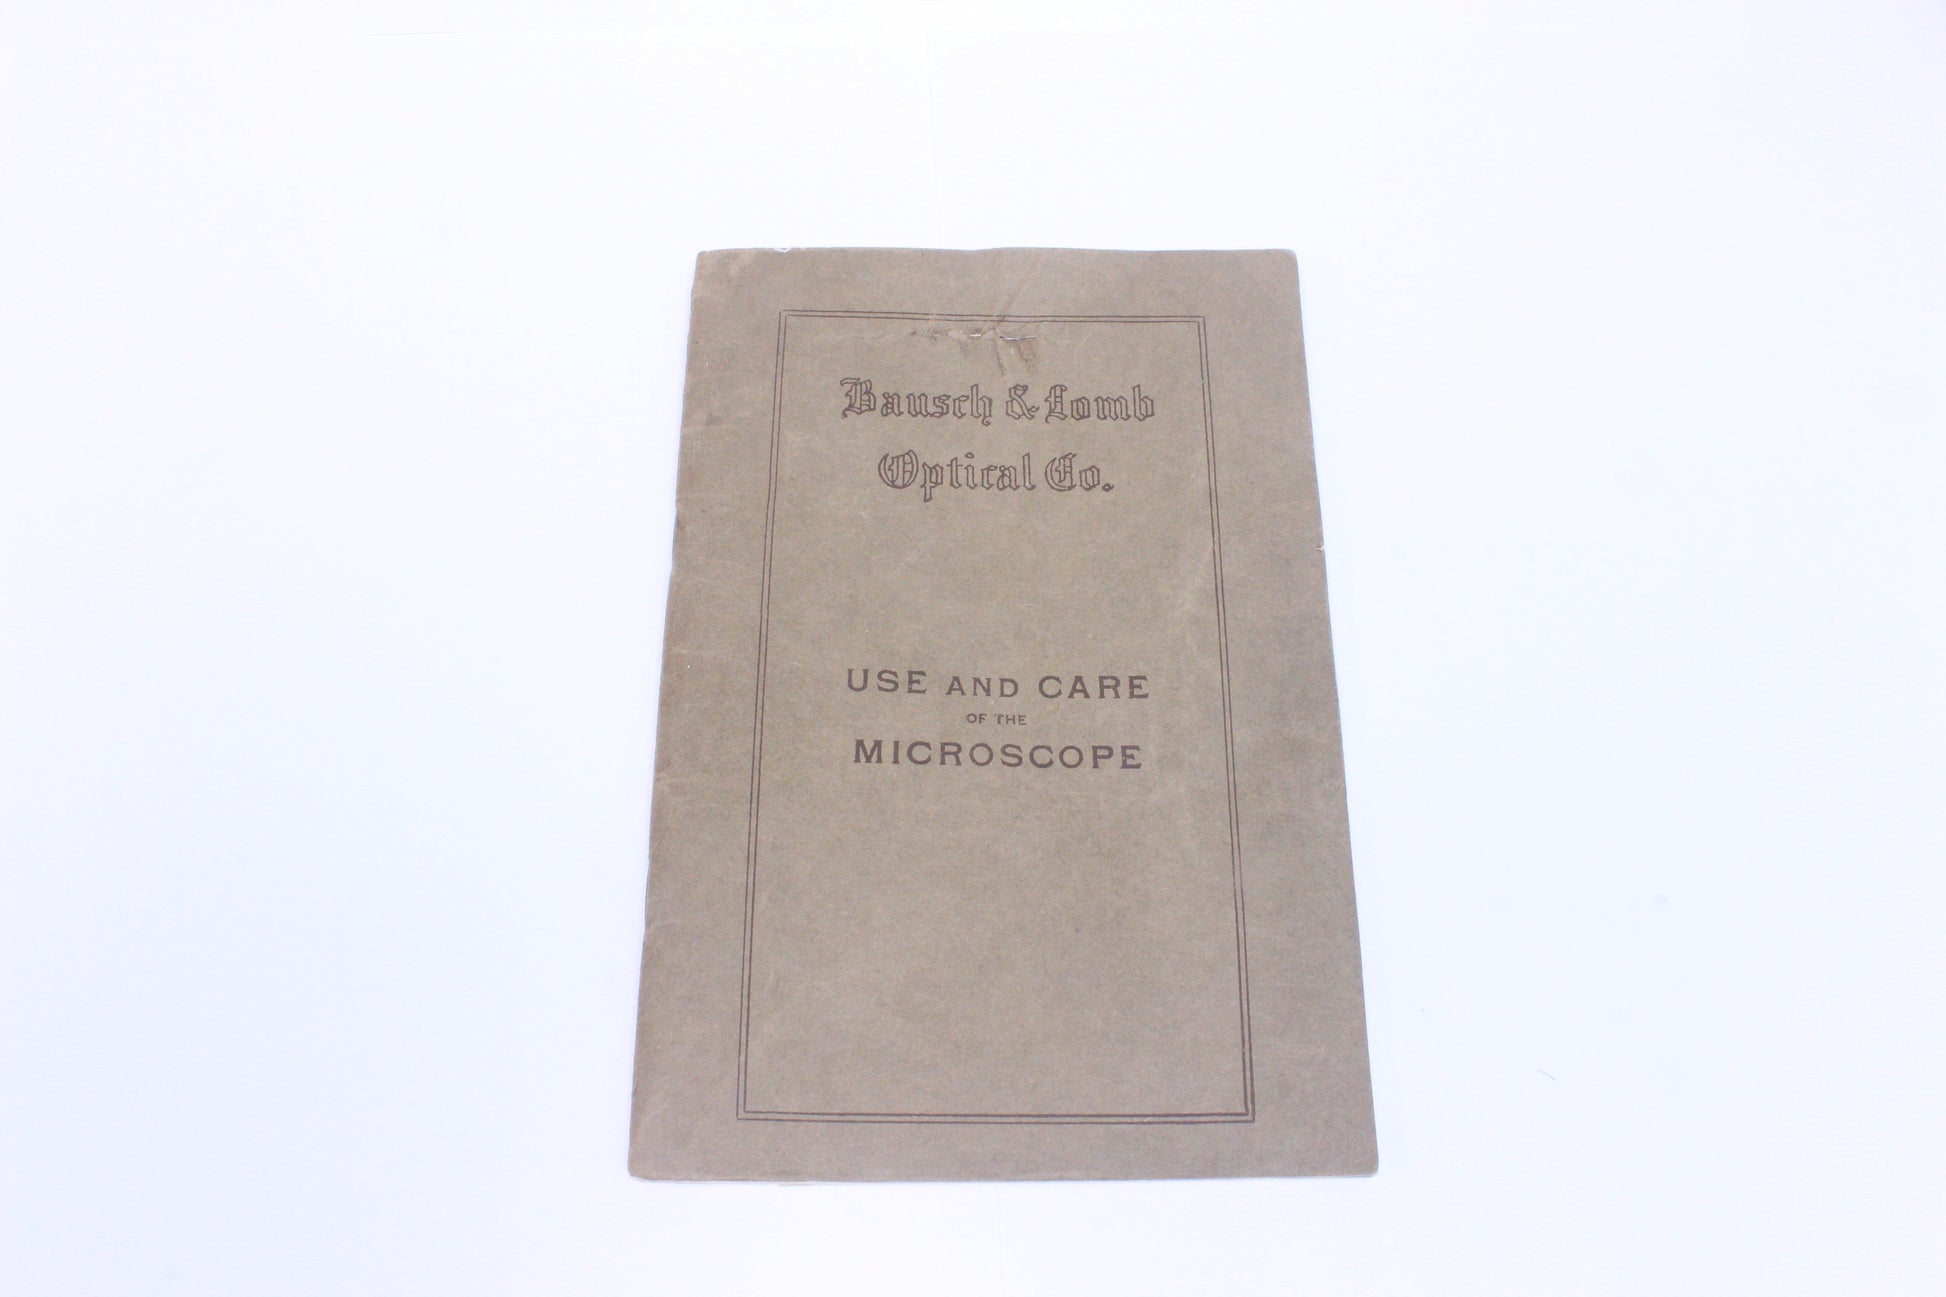 Bausch & Lomb
Optical Co.
USE AND CARE
OF THE
MICROSCOPE